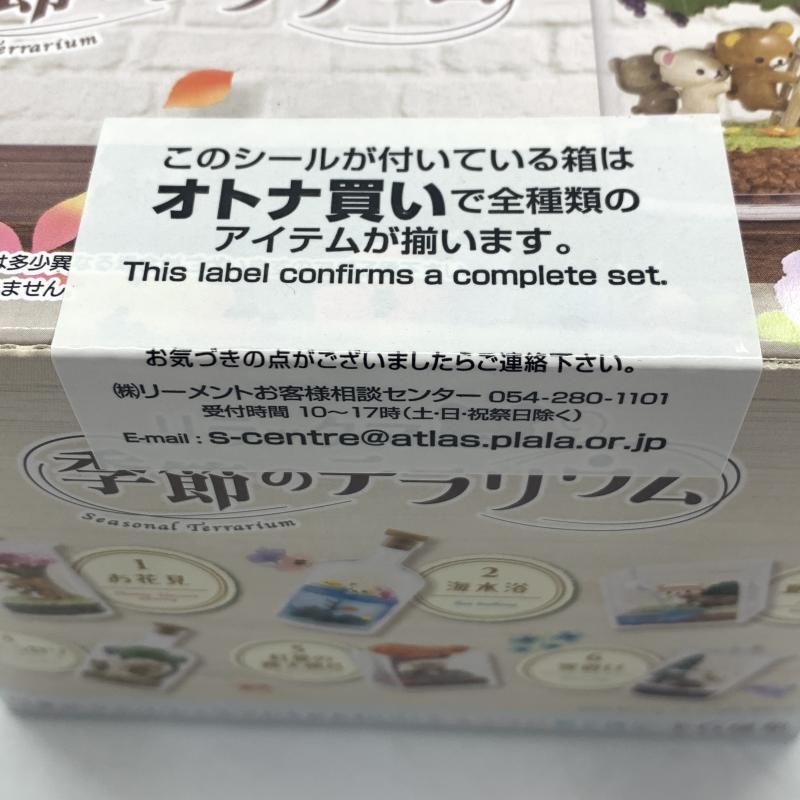 Terrarium
このシールが付いている箱は
オトナ買いで全種類の
アイテムが揃います。
This label confirms a complete set.
は多少異
ません
お気づきの点がございましたらご連絡下さい。
㈱リーメントお客様相談センター 054-280-1101
受付時間 10〜17時(土・日・祝祭日除く)
E-mail : s-centre@atlas.plala.or.jp
季節のテラリウム
Seasonal Terrarium
1
お花見
2
海水浴
5
6